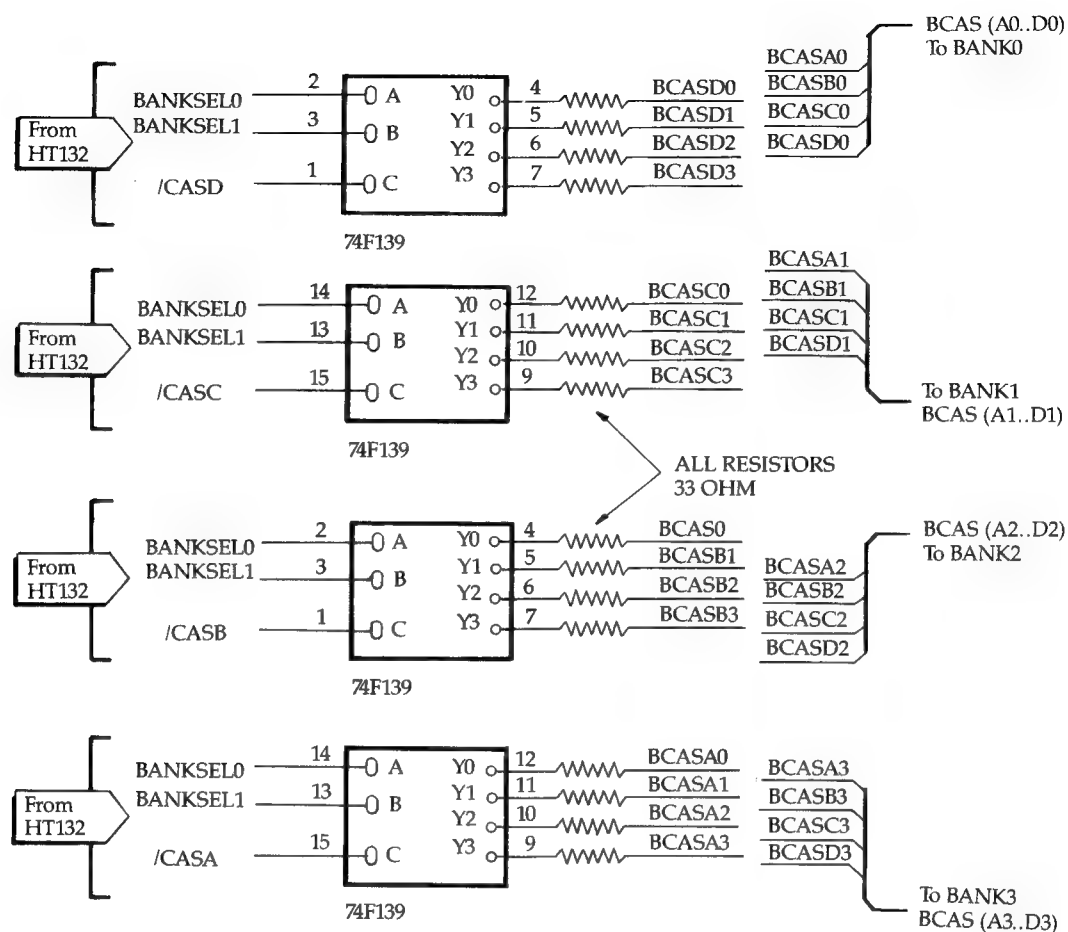 From
HT132
BANKSEL0
BANKSEL1
/CASD
2
3
1
A
B
C
Y0
Y1
Y2
Y3
4
5
6
7
BCASD0
BCASD1
BCASD2
BCASD3
74F139
BCASA0
BCASB0
BCASC0
BCASD0
BCAS (A0..D0)
To BANK0
From
HT132
BANKSEL0
BANKSEL1
/CASC
14
13
15
A
B
C
Y0
Y1
Y2
Y3
12
11
10
9
BCASC0
BCASC1
BCASC2
BCASC3
74F139
BCASA1
BCASB1
BCASC1
BCASD1
To BANK1
BCAS (A1..D1)
ALL RESISTORS
33 OHM
From
HT132
BANKSEL0
BANKSEL1
/CASB
2
3
1
A
B
C
Y0
Y1
Y2
Y3
4
5
6
7
BCAS0
BCASB1
BCASB2
BCASB3
74F139
BCASA2
BCASB2
BCASC2
BCASD2
BCAS (A2..D2)
To BANK2
From
HT132
BANKSEL0
BANKSEL1
/CASA
14
13
15
A
B
C
Y0
Y1
Y2
Y3
12
11
10
9
BCASA0
BCASA1
BCASA2
BCASA3
74F139
BCASA3
BCASB3
BCASC3
BCASD3
To BANK3
BCAS (A3..D3)